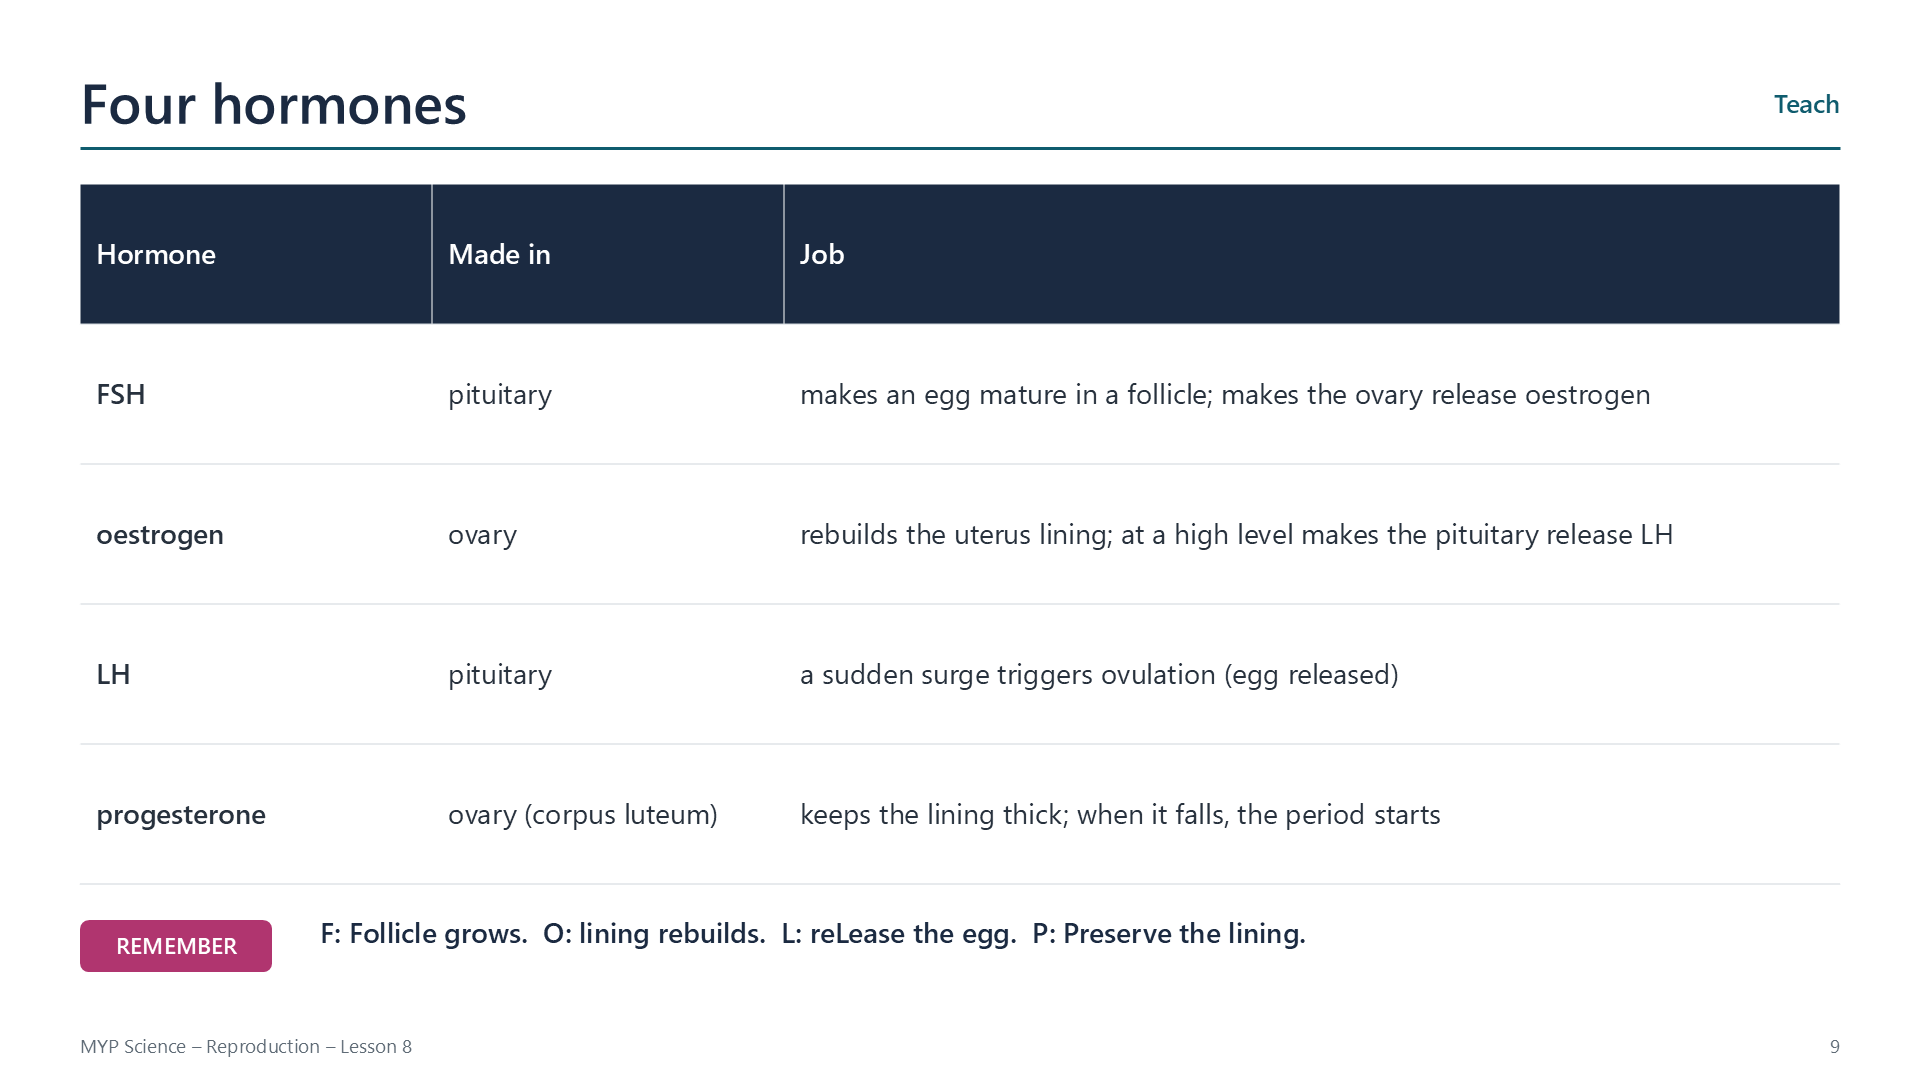 Four hormones
Teach
Hormone Made in Job
FSH pituitary makes an egg mature in a follicle; makes the ovary release oestrogen
oestrogen ovary rebuilds the uterus lining; at a high level makes the pituitary release LH
LH pituitary a sudden surge triggers ovulation (egg released)
progesterone ovary (corpus luteum) keeps the lining thick; when it falls, the period starts
REMEMBER F: Follicle grows. O: lining rebuilds. L: reLease the egg. P: Preserve the lining.
MYP Science – Reproduction – Lesson 8 9